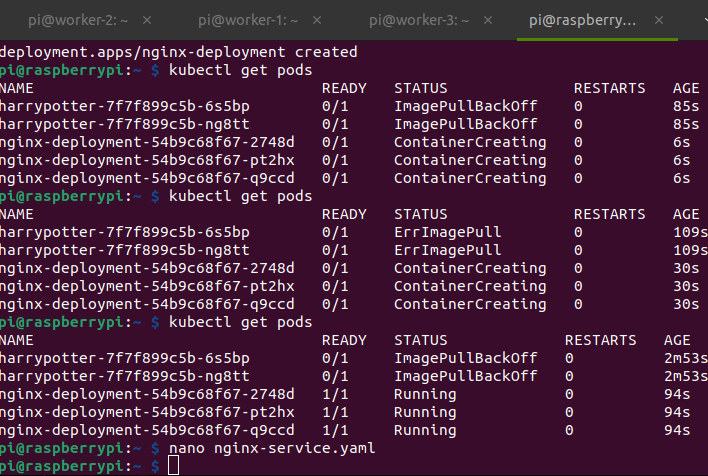 pi@worker-2: ~ × pi@worker-1: ~ × pi@worker-3: ~ × pi@raspberry… ×
deployment.apps/nginx-deployment created
pi@raspberrypi:~ $ kubectl get pods
NAME READY STATUS RESTARTS AGE
harrypotter-7f7f899c5b-6s5bp 0/1 ImagePullBackOff 0 85s
harrypotter-7f7f899c5b-ng8tt 0/1 ImagePullBackOff 0 85s
nginx-deployment-54b9c68f67-2748d 0/1 ContainerCreating 0 6s
nginx-deployment-54b9c68f67-pt2hx 0/1 ContainerCreating 0 6s
nginx-deployment-54b9c68f67-q9ccd 0/1 ContainerCreating 0 6s
pi@raspberrypi:~ $ kubectl get pods
NAME READY STATUS RESTARTS AGE
harrypotter-7f7f899c5b-6s5bp 0/1 ErrImagePull 0 109s
harrypotter-7f7f899c5b-ng8tt 0/1 ErrImagePull 0 109s
nginx-deployment-54b9c68f67-2748d 0/1 ContainerCreating 0 30s
nginx-deployment-54b9c68f67-pt2hx 0/1 ContainerCreating 0 30s
nginx-deployment-54b9c68f67-q9ccd 0/1 ContainerCreating 0 30s
pi@raspberrypi:~ $ kubectl get pods
NAME READY STATUS RESTARTS AGE
harrypotter-7f7f899c5b-6s5bp 0/1 ImagePullBackOff 0 2m53s
harrypotter-7f7f899c5b-ng8tt 0/1 ImagePullBackOff 0 2m53s
nginx-deployment-54b9c68f67-2748d 1/1 Running 0 94s
nginx-deployment-54b9c68f67-pt2hx 1/1 Running 0 94s
nginx-deployment-54b9c68f67-q9ccd 1/1 Running 0 94s
pi@raspberrypi:~ $ nano nginx-service.yaml
pi@raspberrypi:~ $